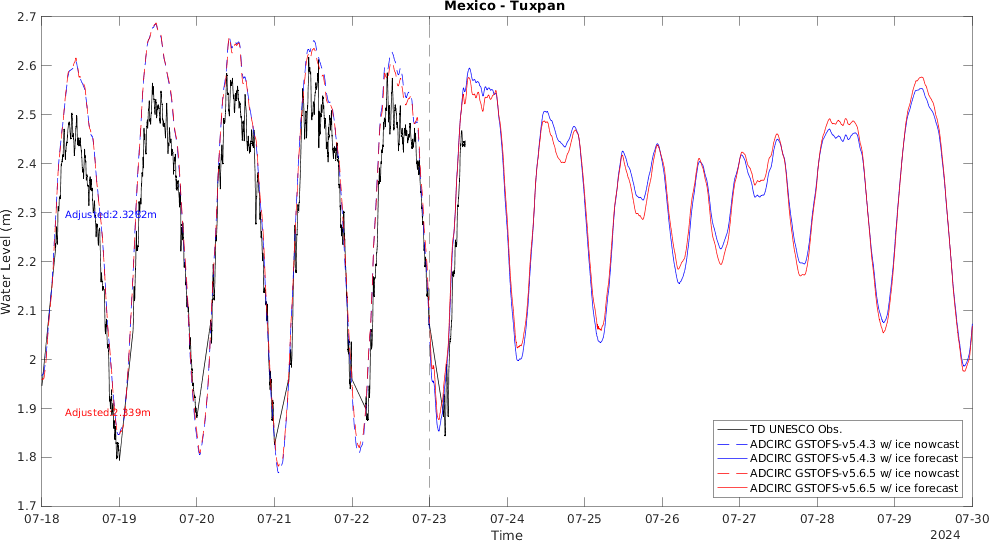 Mexico - Tuxpan
2.7
2.6
2.5
2.4
2.3
2.2
2.1
2
1.9
1.8
1.7
Water Level (m)
Adjusted:2.3282m
Adjusted:2.339m
TD UNESCO Obs.
ADCIRC GSTOFS-v5.4.3 w/ ice nowcast
ADCIRC GSTOFS-v5.4.3 w/ ice forecast
ADCIRC GSTOFS-v5.6.5 w/ ice nowcast
ADCIRC GSTOFS-v5.6.5 w/ ice forecast
07-18 07-19 07-20 07-21 07-22 07-23 07-24 07-25 07-26 07-27 07-28 07-29 07-30
Time
2024